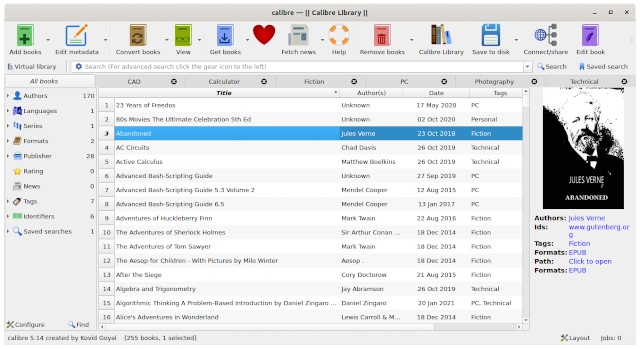 calibre — || Calibre Library ||
Add books Edit metadata Convert books View Get books Fetch news Help Remove books Calibre Library Save to disk Connect/share Edit book
Virtual library Search (For advanced search click the gear icon to the left) Search Saved search
All books CAD Calculator Fiction PC Photography Technical
Title Author(s) Date Tags
Authors 170
Languages 1
Series 1
Formats 2
Publisher 28
Rating 0
News 0
Tags 7
Identifiers 6
Saved searches 1
1 23 Years of Freedos Unknown 17 May 2020 PC
2 80s Movies The Ultimate Celebration 5th Ed Unknown 02 Oct 2020 Personal
3 Abandoned Jules Verne 23 Oct 2018 Fiction
4 AC Circuits Chad Davis 26 Oct 2019 Technical
5 Active Calculus Matthew Boelkins 26 Oct 2019 Technical
6 Advanced Bash-Scripting Guide Unknown 27 Sep 2019 PC
7 Advanced Bash-Scripting Guide 5.3 Volume 2 Mendel Cooper 12 Aug 2015 PC
8 Advanced Bash-Scripting Guide 6.5 Mendel Cooper 13 Jan 2017 PC
9 Adventures of Huckleberry Finn Mark Twain 22 Aug 2016 Fiction
10 The Adventures of Sherlock Holmes Sir Arthur Conan ... 18 Dec 2014 Fiction
11 The Adventures of Tom Sawyer Mark Twain 18 Dec 2014 Fiction
12 The Aesop for Children - With Pictures by Milo Winter Aesop . 18 Dec 2014 Fiction
13 After the Siege Cory Doctorow 21 Aug 2015 Fiction
14 Algebra and Trigonometry Jay Abramson 26 Oct 2019 Technical
15 Algorithmic Thinking A Problem-Based Introduction by Daniel Zingaro ... Daniel Zingaro 20 Jan 2021 PC, Technical
16 Alice's Adventures in Wonderland Lewis Carroll & M... 18 Dec 2014 Fiction
JULES VERNE
ABANDONED
Authors: Jules Verne
Ids: www.gutenberg.or
g
Tags: Fiction
Formats: EPUB
Path: Click to open
Formats: EPUB
Configure Find
calibre 5.14 created by Kovid Goyal [255 books, 1 selected] Layout Jobs: 0